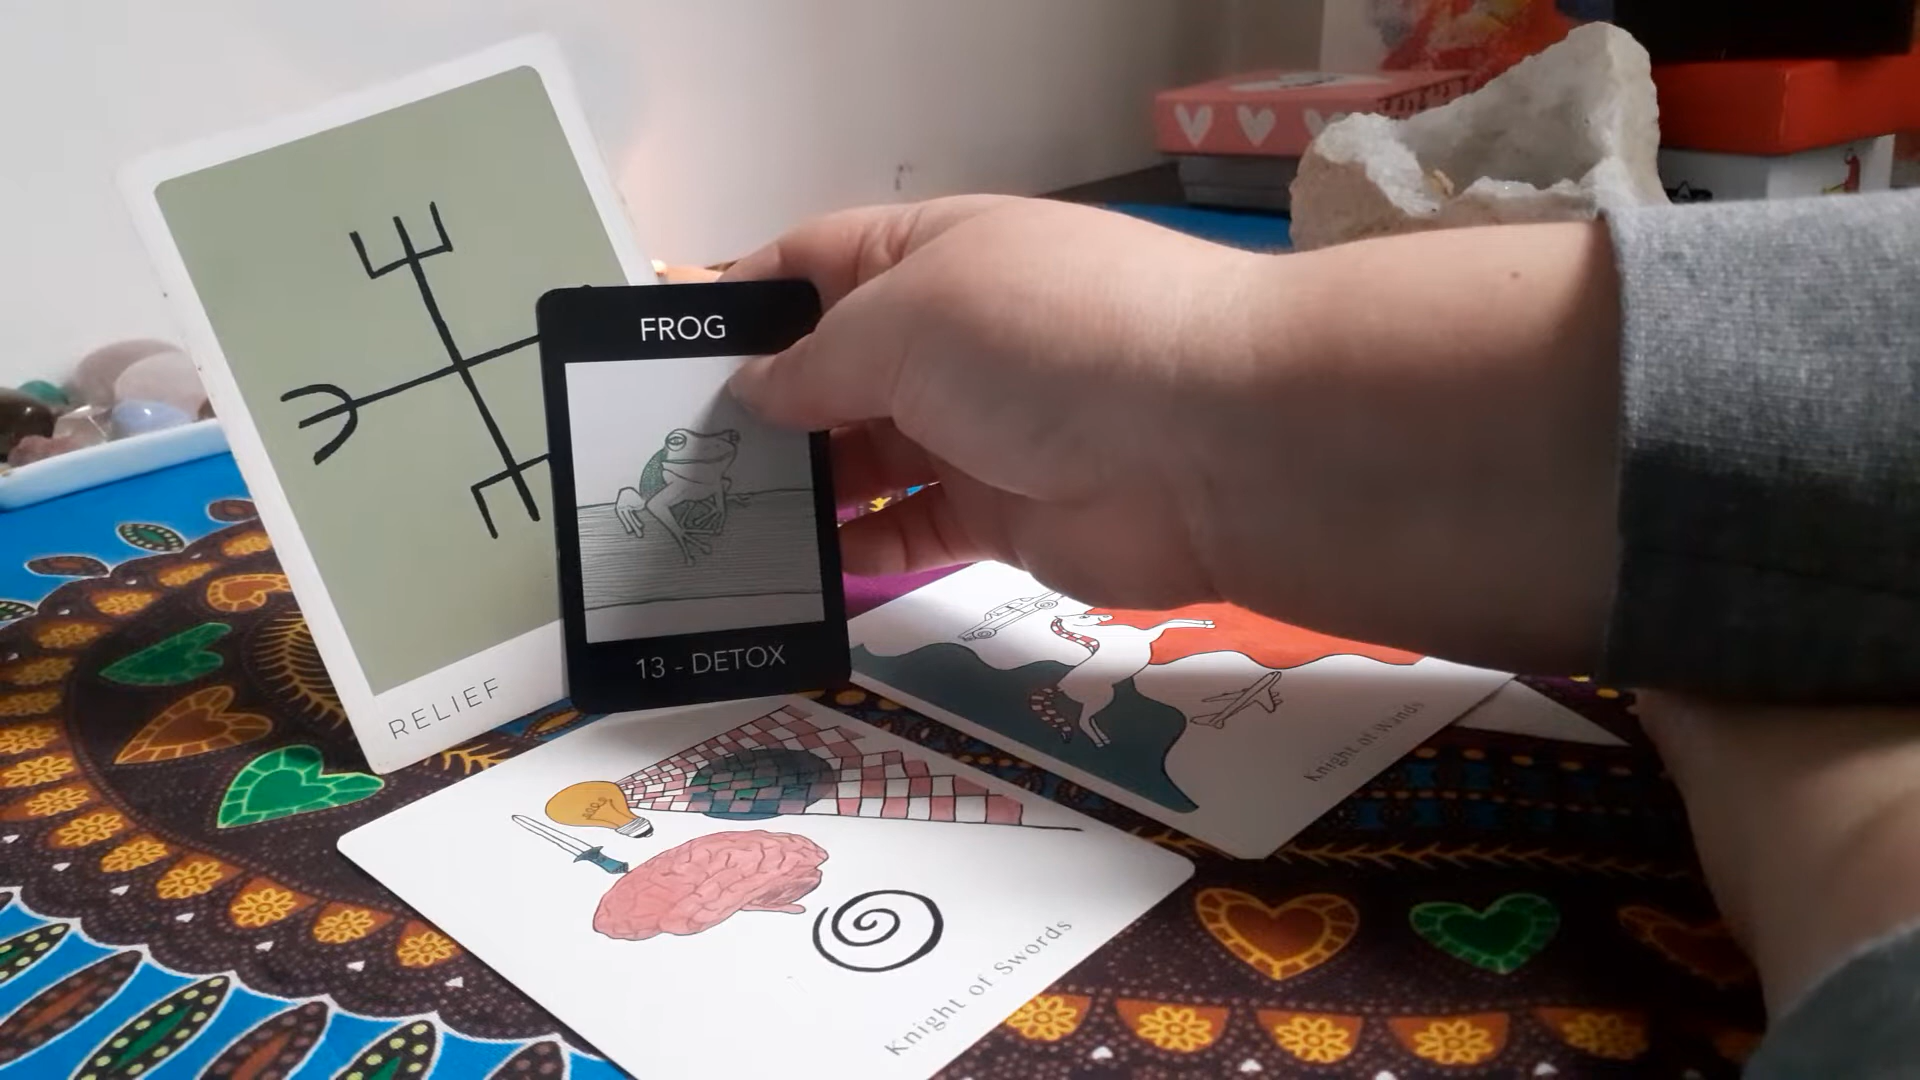 FROG
13 - DETOX
RELIEF
Knight of Wands
Knight of Swords